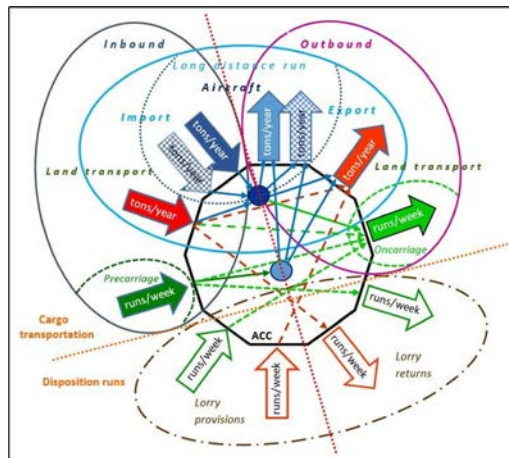 Inbound
Outbound
Long distance run
Aircraft
Import
Export
tons/year
tons/year
tons/year
tons/year
tons/year
Land transport
Land transport
tons/year
runs/week
Oncarriage
Precarriage
runs/week
runs/week
Cargo
transportation
ACC
runs/week
runs/week
runs/week
Disposition runs
Lorry
provisions
Lorry
returns